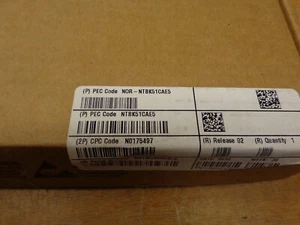 (P) PEC Code NOR-NT8K51CAE5
(P) PEC Code NT8K51CAE5
(2P) CPC Code N0175497
(R) Release 02 (R) Quantity 1